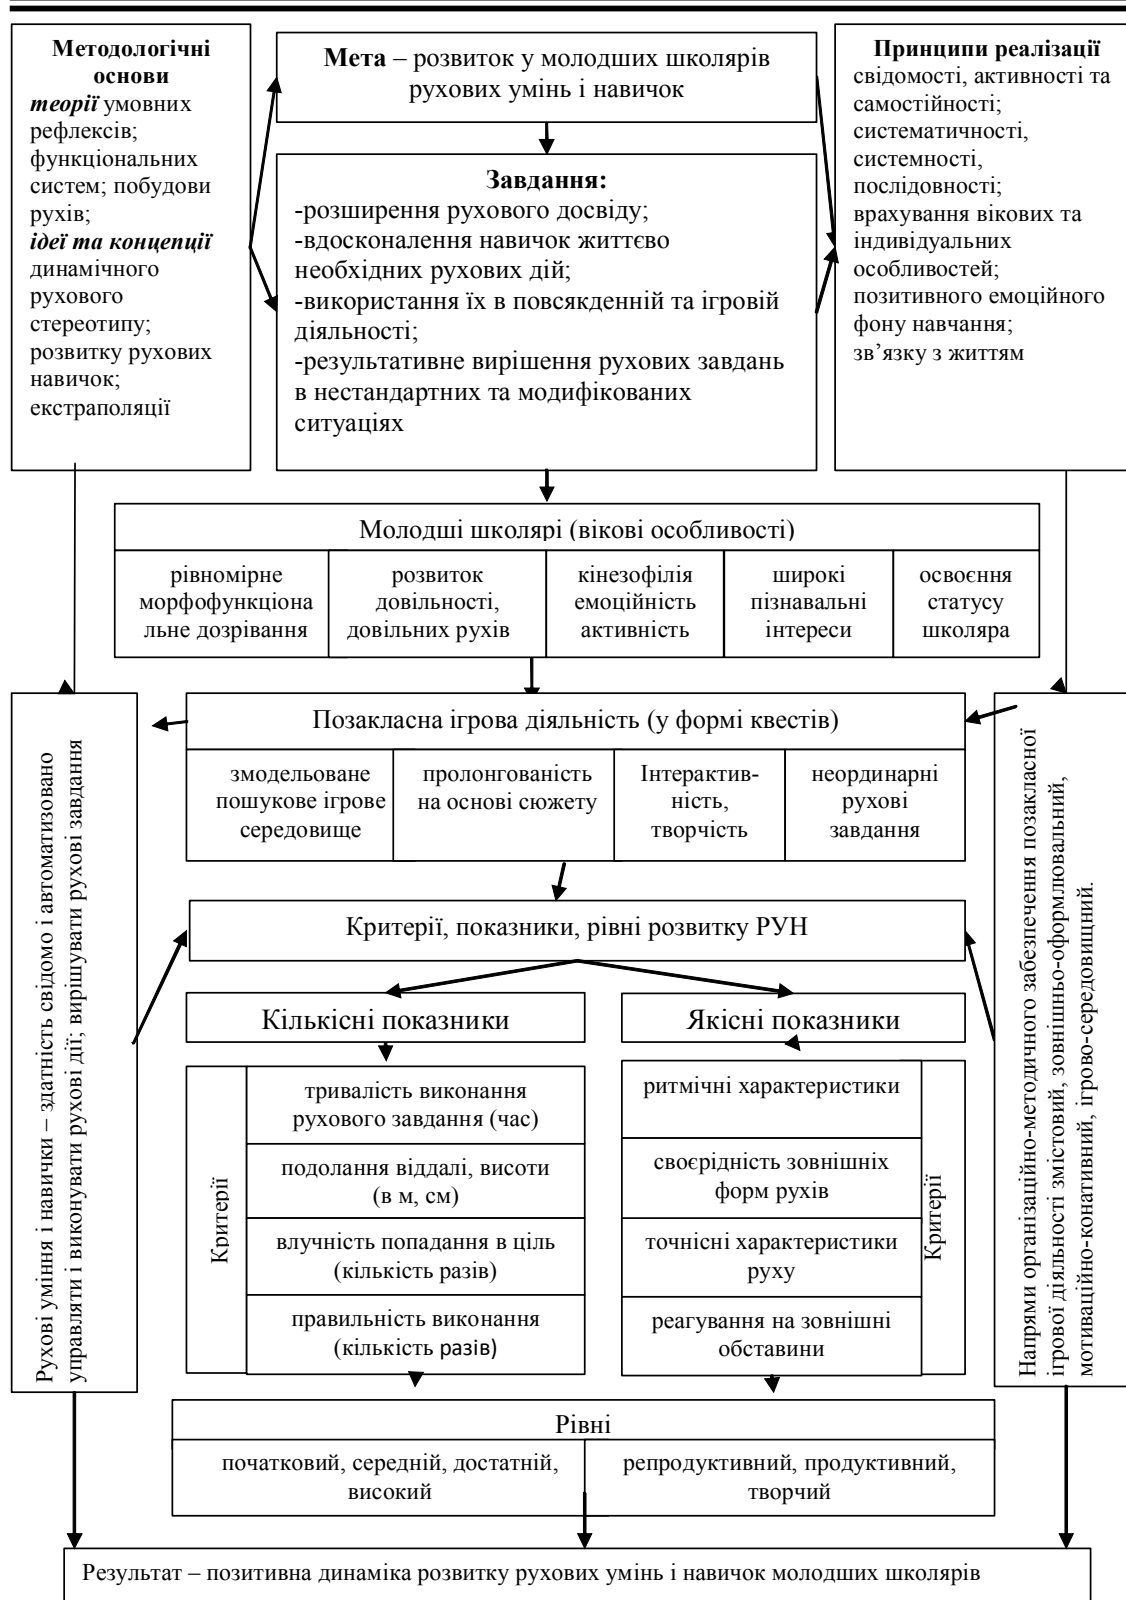 Методологічні
основи
теорії умовних
рефлексів;
функціональних
систем; побудови
рухів;
ідеї та концепції
динамічного
рухового
стереотипу;
розвитку рухових
навичок;
екстраполяції
Мета – розвиток у молодших школярів
рухових умінь і навичок
Завдання:
-розширення рухового досвіду;
-вдосконалення навичок життєво
необхідних рухових дій;
-використання їх в повсякденній та ігровій
діяльності;
-результативне вирішення рухових завдань
в нестандартних та модифікованих
ситуаціях
Принципи реалізації
свідомості, активності та
самостійності;
систематичності,
системності,
послідовності;
врахування вікових та
індивідуальних
особливостей;
позитивного емоційного
фону навчання;
зв’язку з життям
Молодші школярі (вікові особливості)
рівномірне
морфофункціона
льне дозрівання
розвиток
довільності,
довільних рухів
кінезофілія
емоційність
активність
широкі
пізнавальні
інтереси
освоєння
статусу
школяра
Рухові уміння і навички – здатність свідомо і автоматизовано
управляти і виконувати рухові дії; вирішувати рухові завдання
Позакласна ігрова діяльність (у формі квестів)
змодельоване
пошукове ігрове
середовище
пролонгованість
на основі сюжету
Інтерактив-
ність,
творчість
неординарні
рухові
завдання
Напрями організаційно-методичного забезпечення позакласної
ігрової діяльності змістовий, зовнішньо-оформлювальний,
мотиваційно-конативний, ігрово-середовищний.
Критерії, показники, рівні розвитку РУН
Кількісні показники
Якісні показники
Критерії
тривалість виконання
рухового завдання (час)
подолання віддалі, висоти
(в м, см)
влучність попадання в ціль
(кількість разів)
правильність виконання
(кількість разів)
ритмічні характеристики
своєрідність зовнішніх
форм рухів
точнісні характеристики
руху
реагування на зовнішні
обставини
Критерії
Рівні
початковий, середній, достатній,
високий
репродуктивний, продуктивний,
творчий
Результат – позитивна динаміка розвитку рухових умінь і навичок молодших школярів